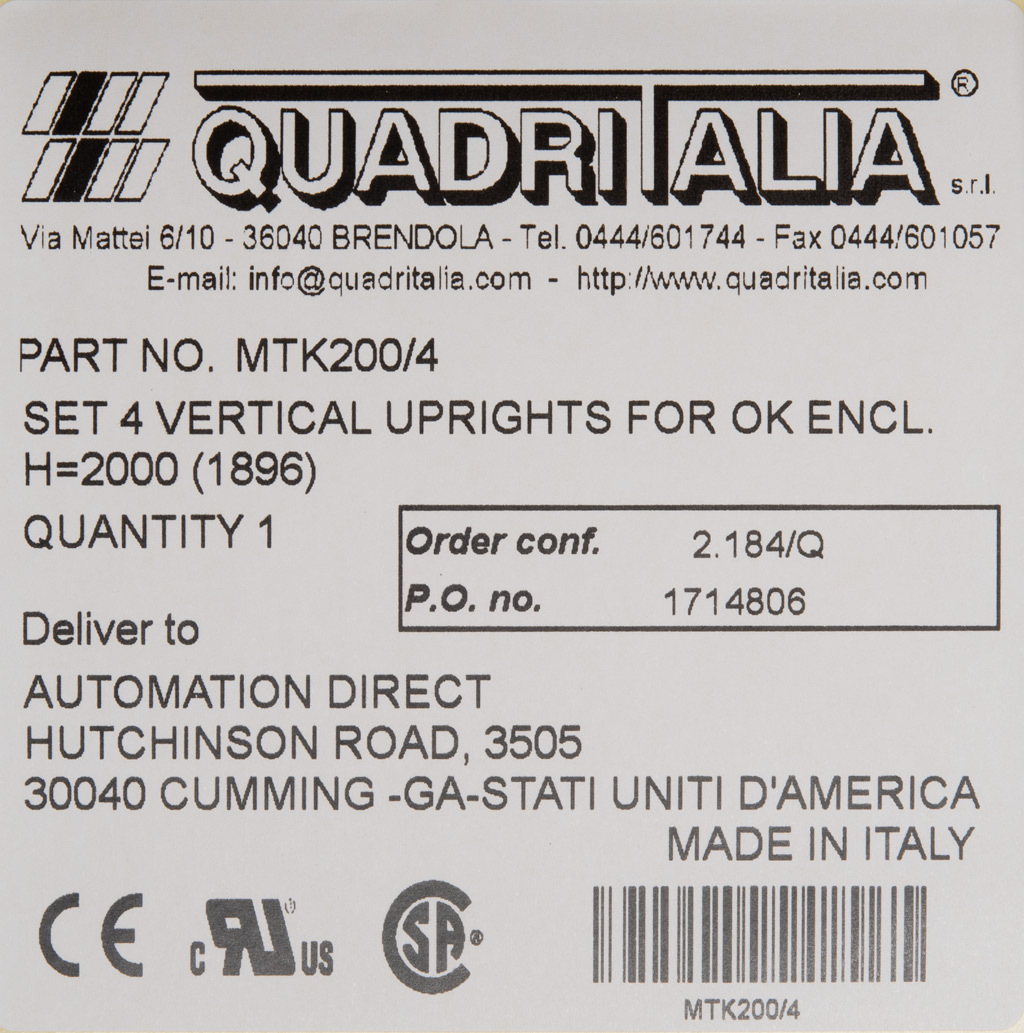 QUADRITALIA ® s.r.l.
Via Mattei 6/10 - 36040 BRENDOLA - Tel. 0444/601744 - Fax 0444/601057
E-mail: info@quadritalia.com - http://www.quadritalia.com
PART NO. MTK200/4
SET 4 VERTICAL UPRIGHTS FOR OK ENCL.
H=2000 (1896)
QUANTITY 1
Order conf. 2.184/Q
P.O. no. 1714806
Deliver to
AUTOMATION DIRECT
HUTCHINSON ROAD, 3505
30040 CUMMING -GA-STATI UNITI D'AMERICA
MADE IN ITALY
CE c RU US SA ®
MTK200/4